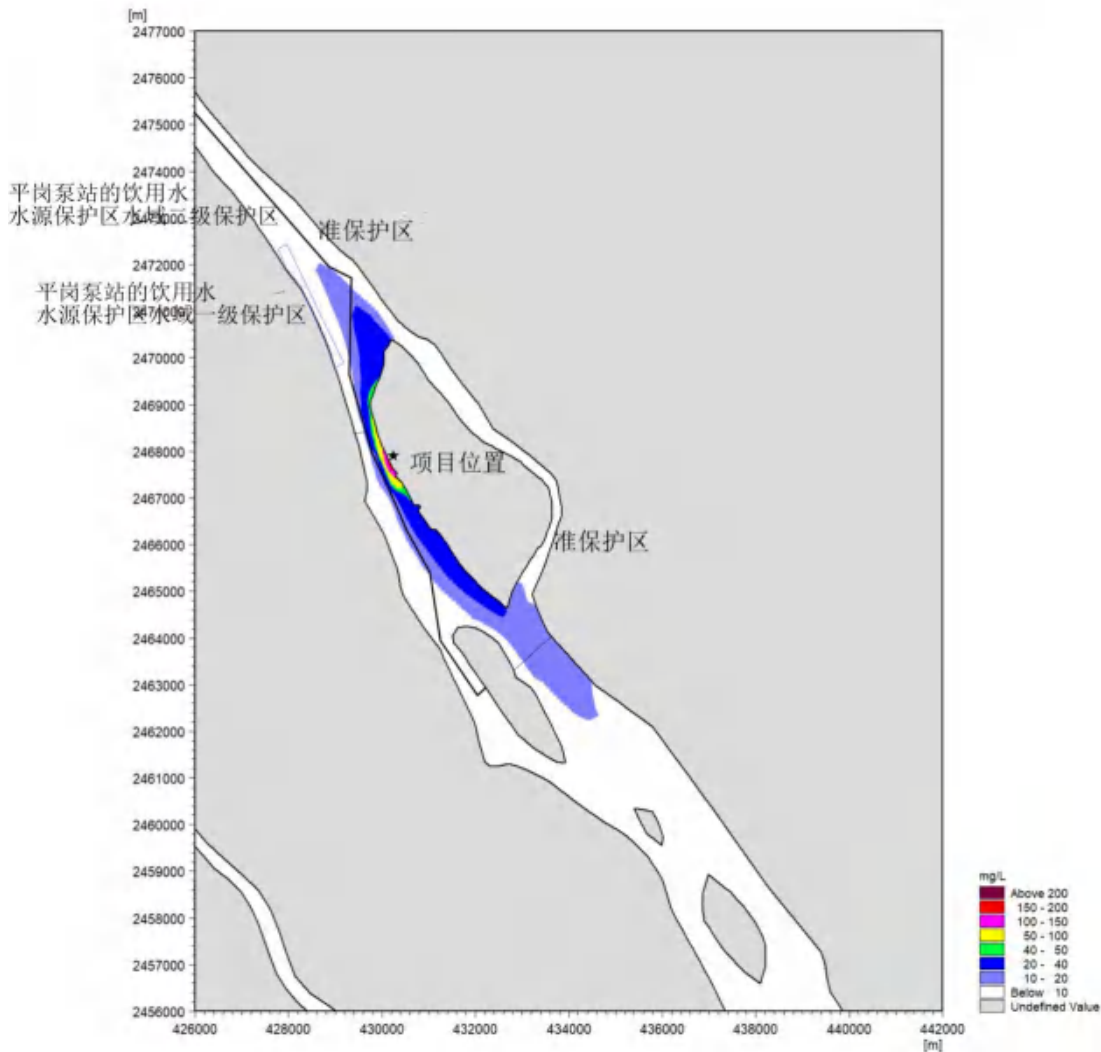 [m]
2477000
2476000
2475000
2474000
平岗泵站的饮用水
2473000
水源保护区水域二级保护区
准保护区
2472000
平岗泵站的饮用水
2471000
水源保护区水域一级保护区
2470000
2469000
2468000
项目位置
2467000
2466000
准保护区
2465000
2464000
2463000
2462000
2461000
2460000
2459000
2458000
2457000
2456000
426000 428000 430000 432000 434000 436000 438000 440000 442000
[m]
mg/L
Above 200
150 - 200
100 - 150
50 - 100
40 - 50
20 - 40
10 - 20
Below 10
Undefined Value